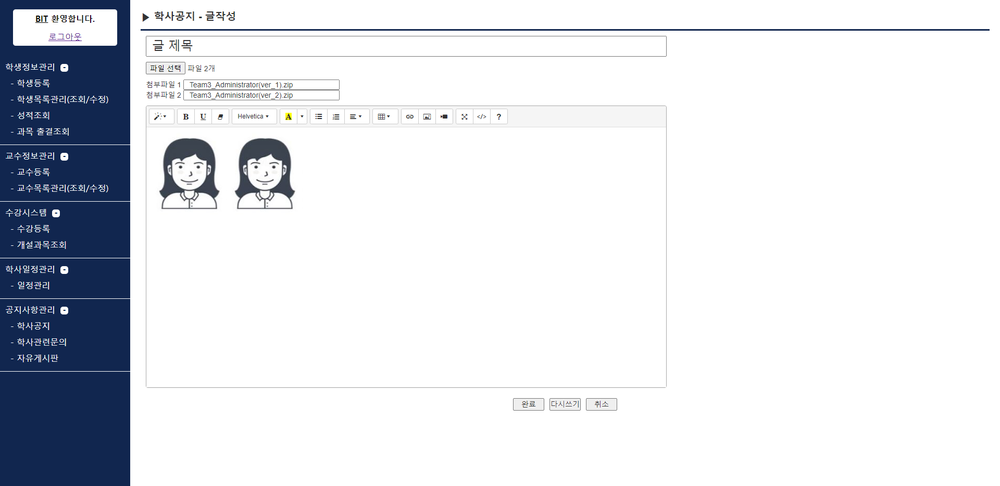 BIT 환영합니다.
로그아웃
학생정보관리 -
- 학생등록
- 학생목록관리(조회/수정)
- 성적조회
- 과목 출결조회
교수정보관리 -
- 교수등록
- 교수목록관리(조회/수정)
수강시스템 -
- 수강등록
- 개설과목조회
학사일정관리 -
- 일정관리
공지사항관리 -
- 학사공지
- 학사관련문의
- 자유게시판
▶ 학사공지 - 글작성
글 제목
파일 선택 파일 2개
첨부파일 1 Team3_Administrator(ver_1).zip
첨부파일 2 Team3_Administrator(ver_2).zip
B U Helvetica A </> ?
완료 다시쓰기 취소